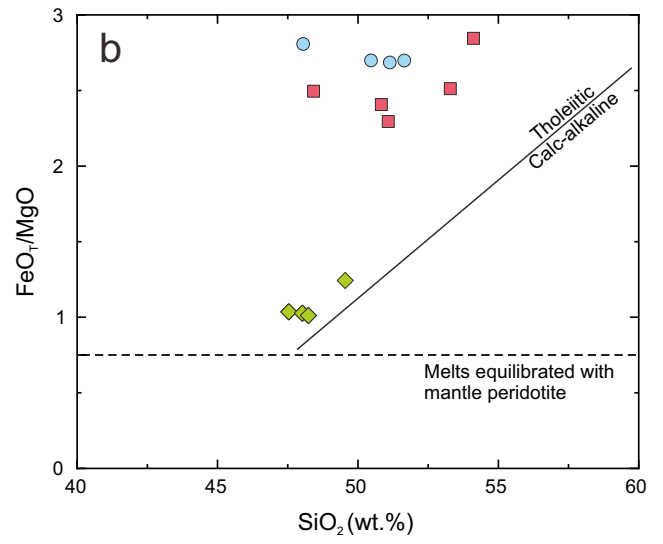 b
3
2
1
0
FeO_T/MgO
Tholeiitic
Calc-alkaline
Melts equilibrated with
mantle peridotite
40
45
50
55
60
SiO₂ (wt.%)